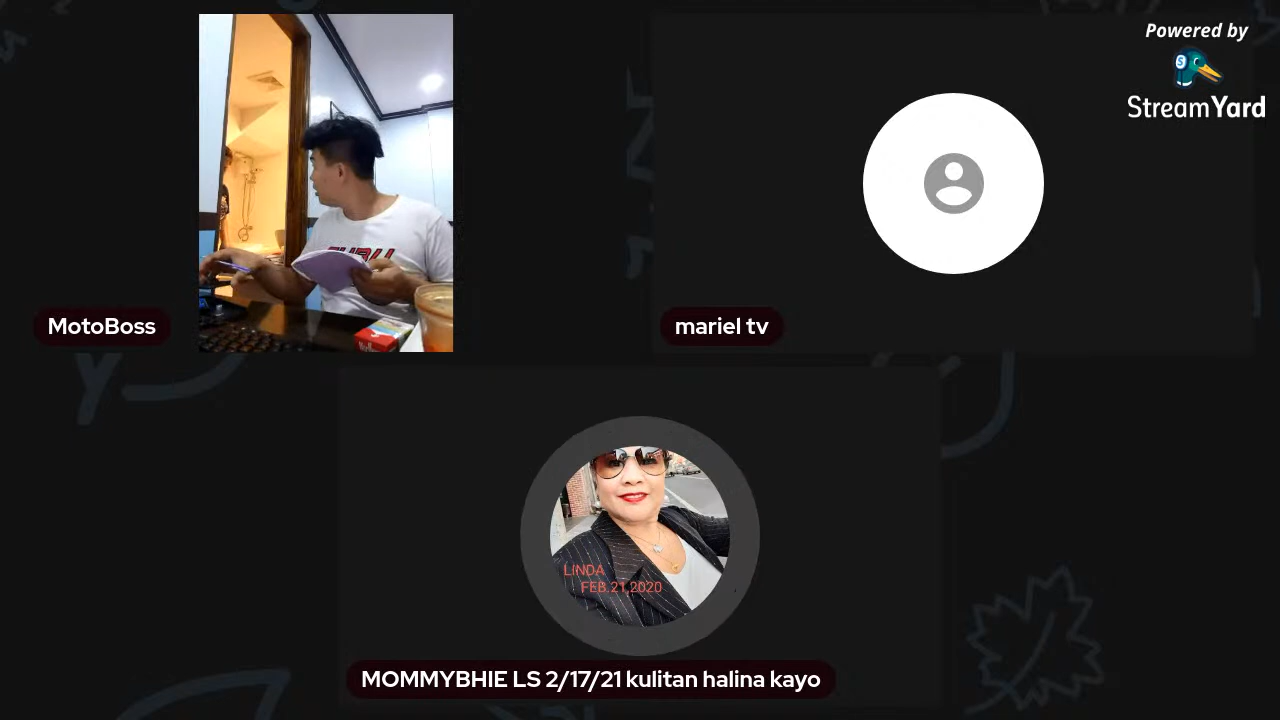 Powered by
StreamYard
MotoBoss
mariel tv
LINDA
FEB.21,2020
MOMMYBHIE LS 2/17/21 kulitan halina kayo